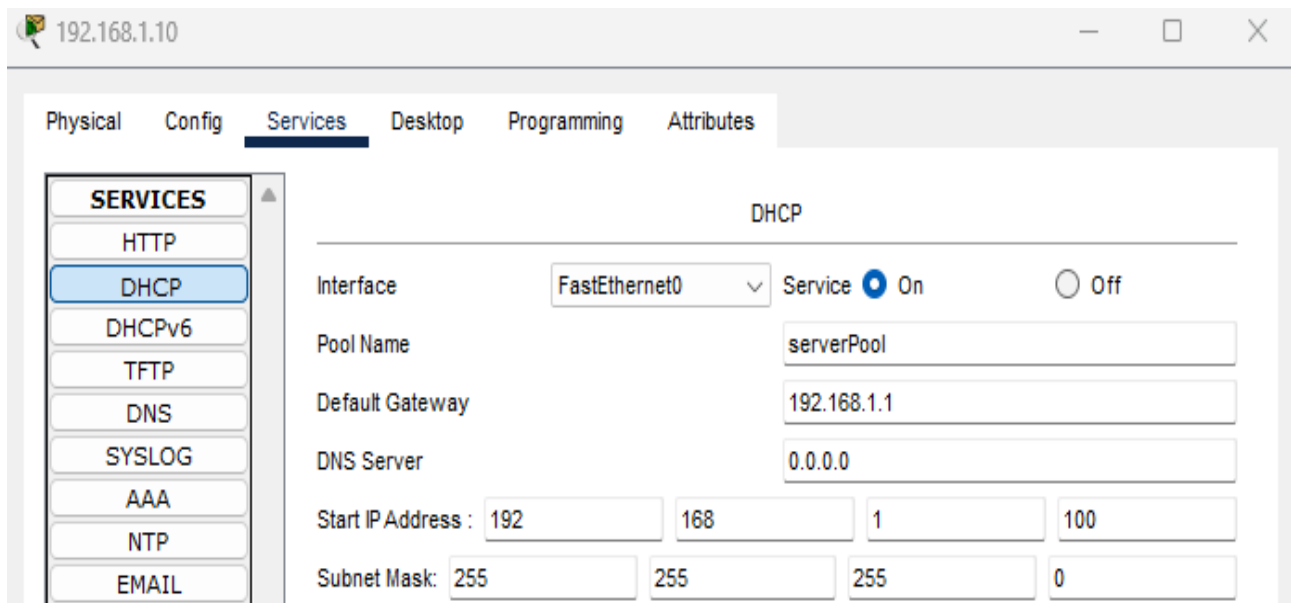 192.168.1.10
Physical Config Services Desktop Programming Attributes
SERVICES
HTTP
DHCP
DHCPv6
TFTP
DNS
SYSLOG
AAA
NTP
EMAIL
DHCP
Interface FastEthernet0 Service On Off
Pool Name serverPool
Default Gateway 192.168.1.1
DNS Server 0.0.0.0
Start IP Address : 192 168 1 100
Subnet Mask: 255 255 255 0